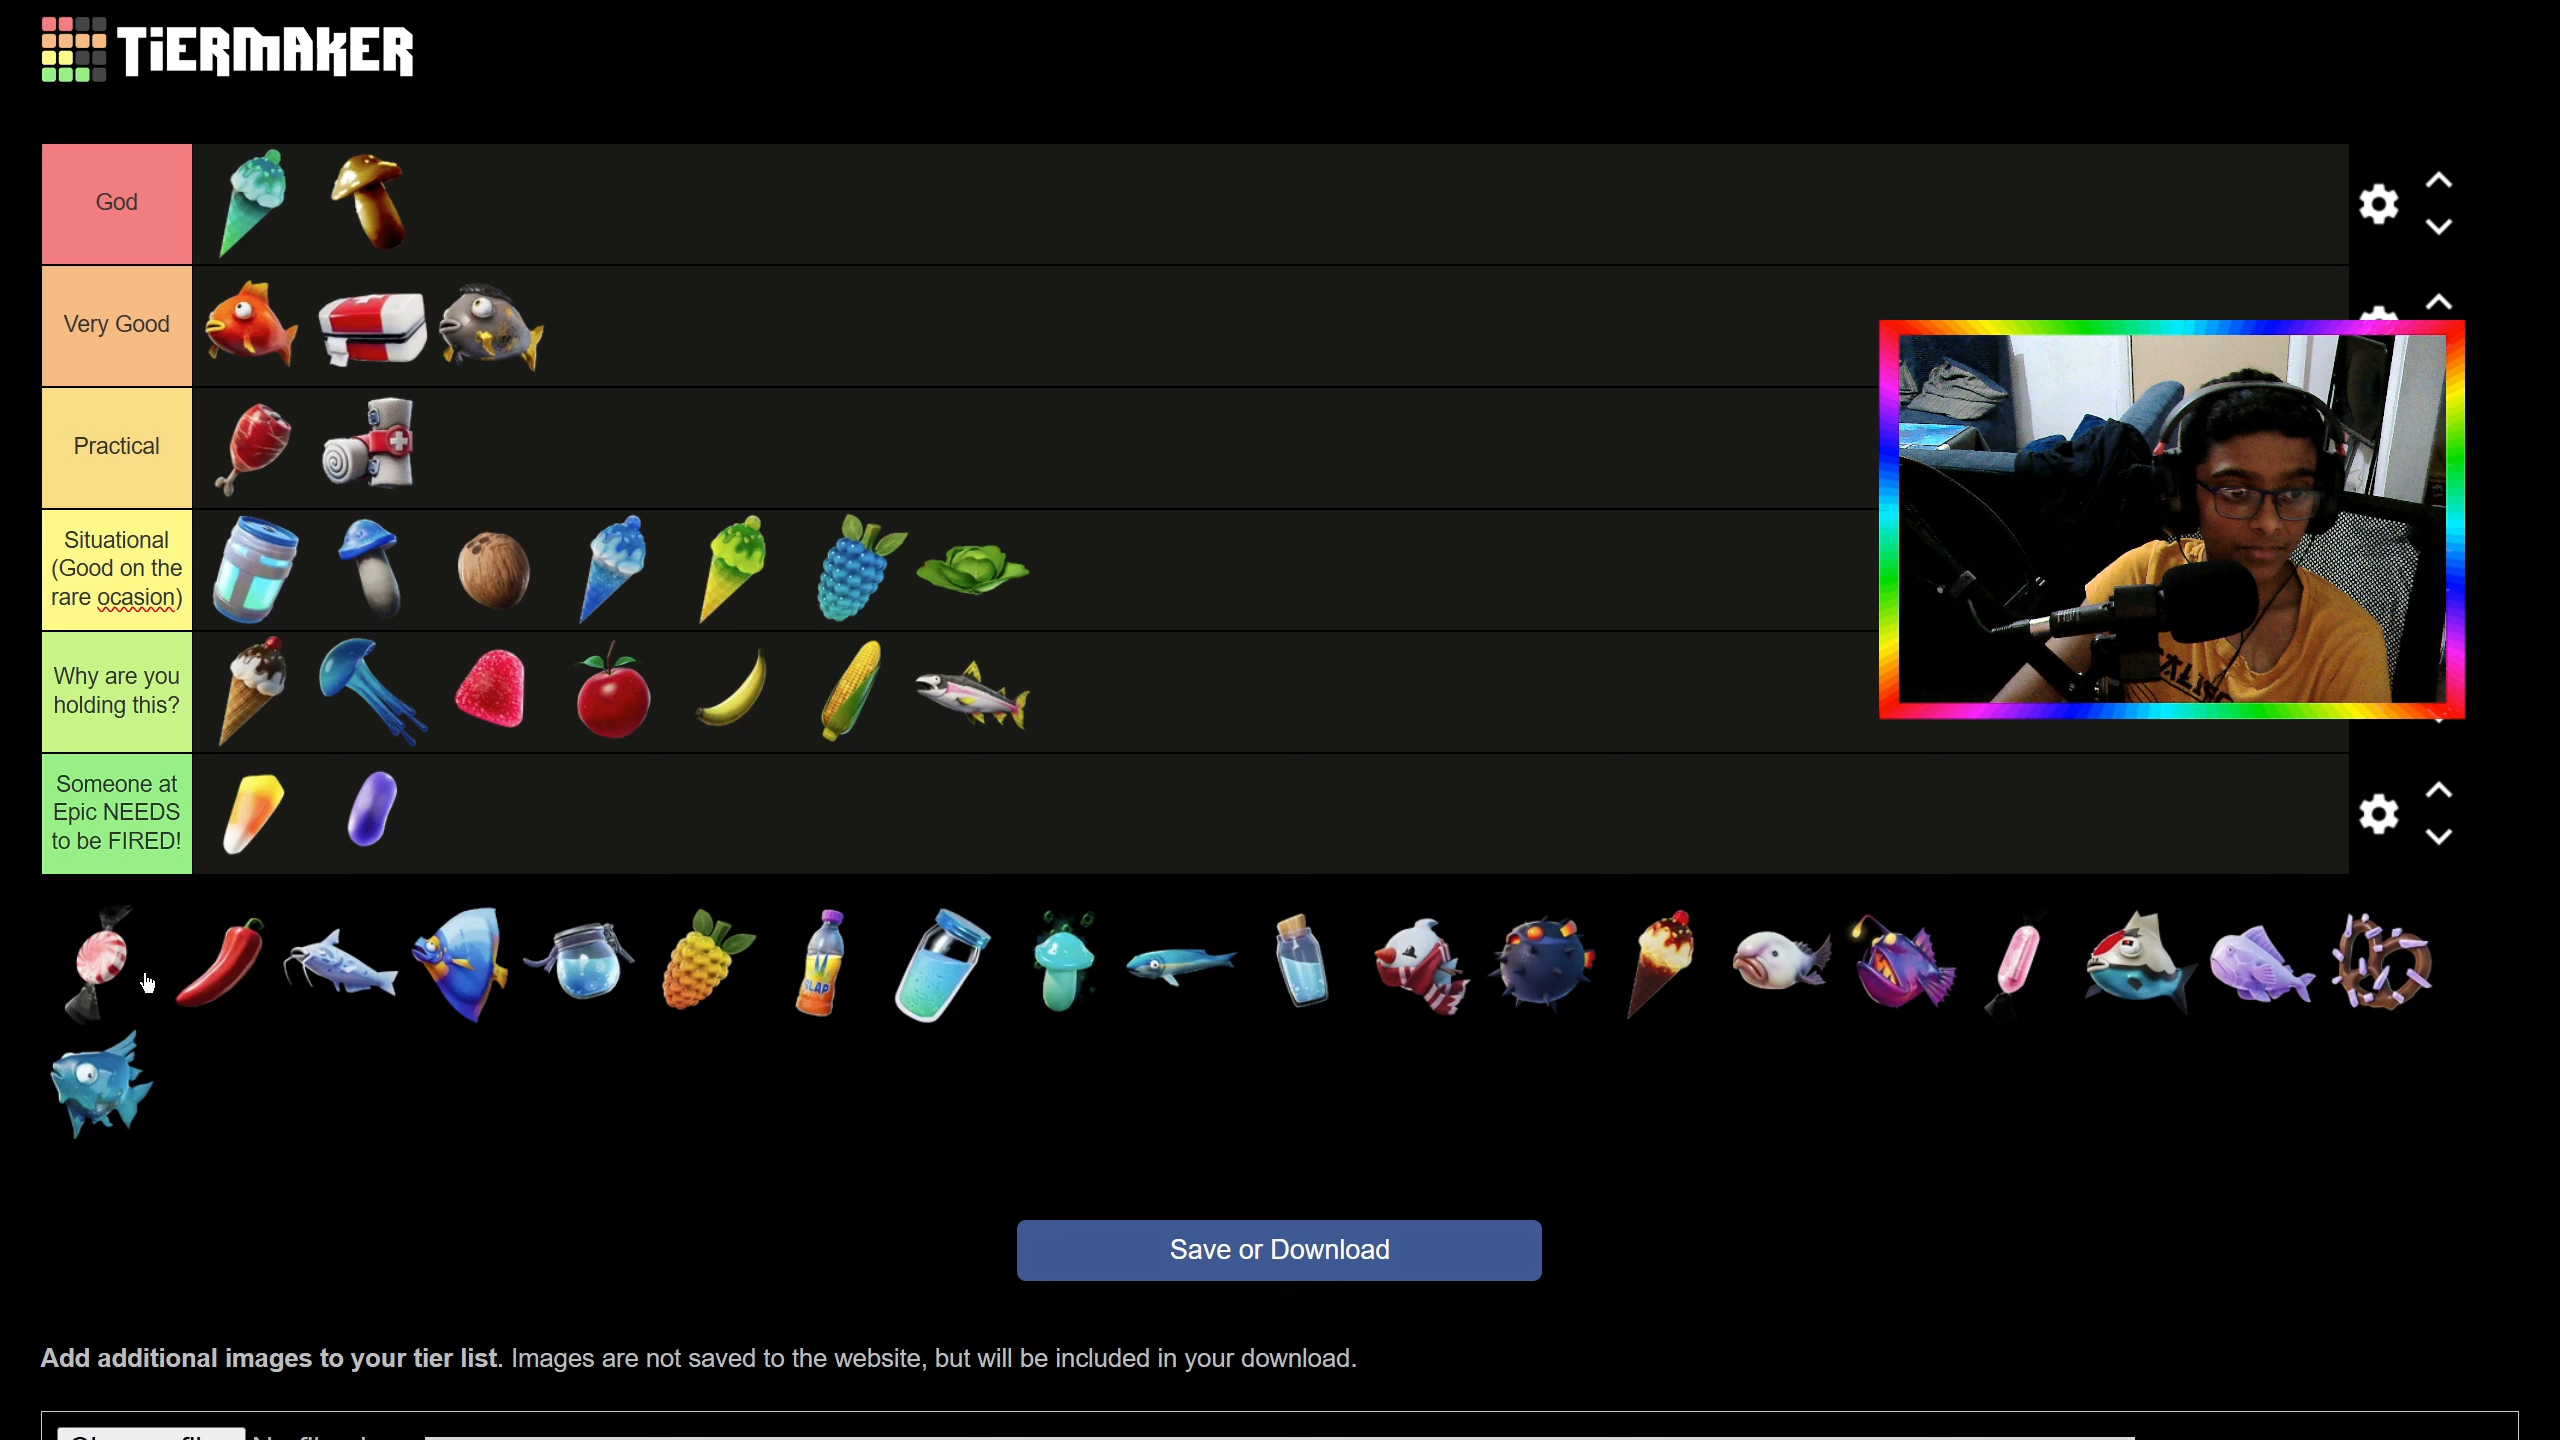 TiERMAKER
God
Very Good
Practical
Situational
(Good on the
rare ocasion)
Why are you
holding this?
Someone at
Epic NEEDS
to be FIRED!
SLAP
Save or Download
Add additional images to your tier list. Images are not saved to the website, but will be included in your download.